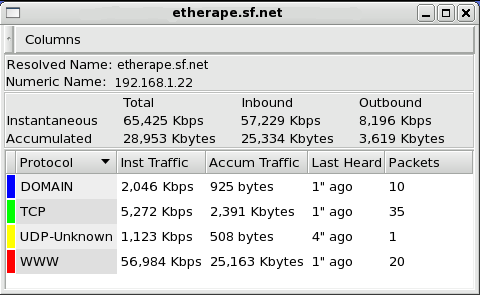 etherape.sf.net
Columns
Resolved Name: etherape.sf.net
Numeric Name: 192.168.1.22
Total Inbound Outbound
Instantaneous 65,425 Kbps 57,229 Kbps 8,196 Kbps
Accumulated 28,953 Kbytes 25,334 Kbytes 3,619 Kbytes
Protocol Inst Traffic Accum Traffic Last Heard Packets
DOMAIN 2,046 Kbps 925 bytes 1" ago 10
TCP 5,272 Kbps 2,391 Kbytes 1" ago 35
UDP-Unknown 1,123 Kbps 508 bytes 4" ago 1
WWW 56,984 Kbps 25,163 Kbytes 1" ago 20